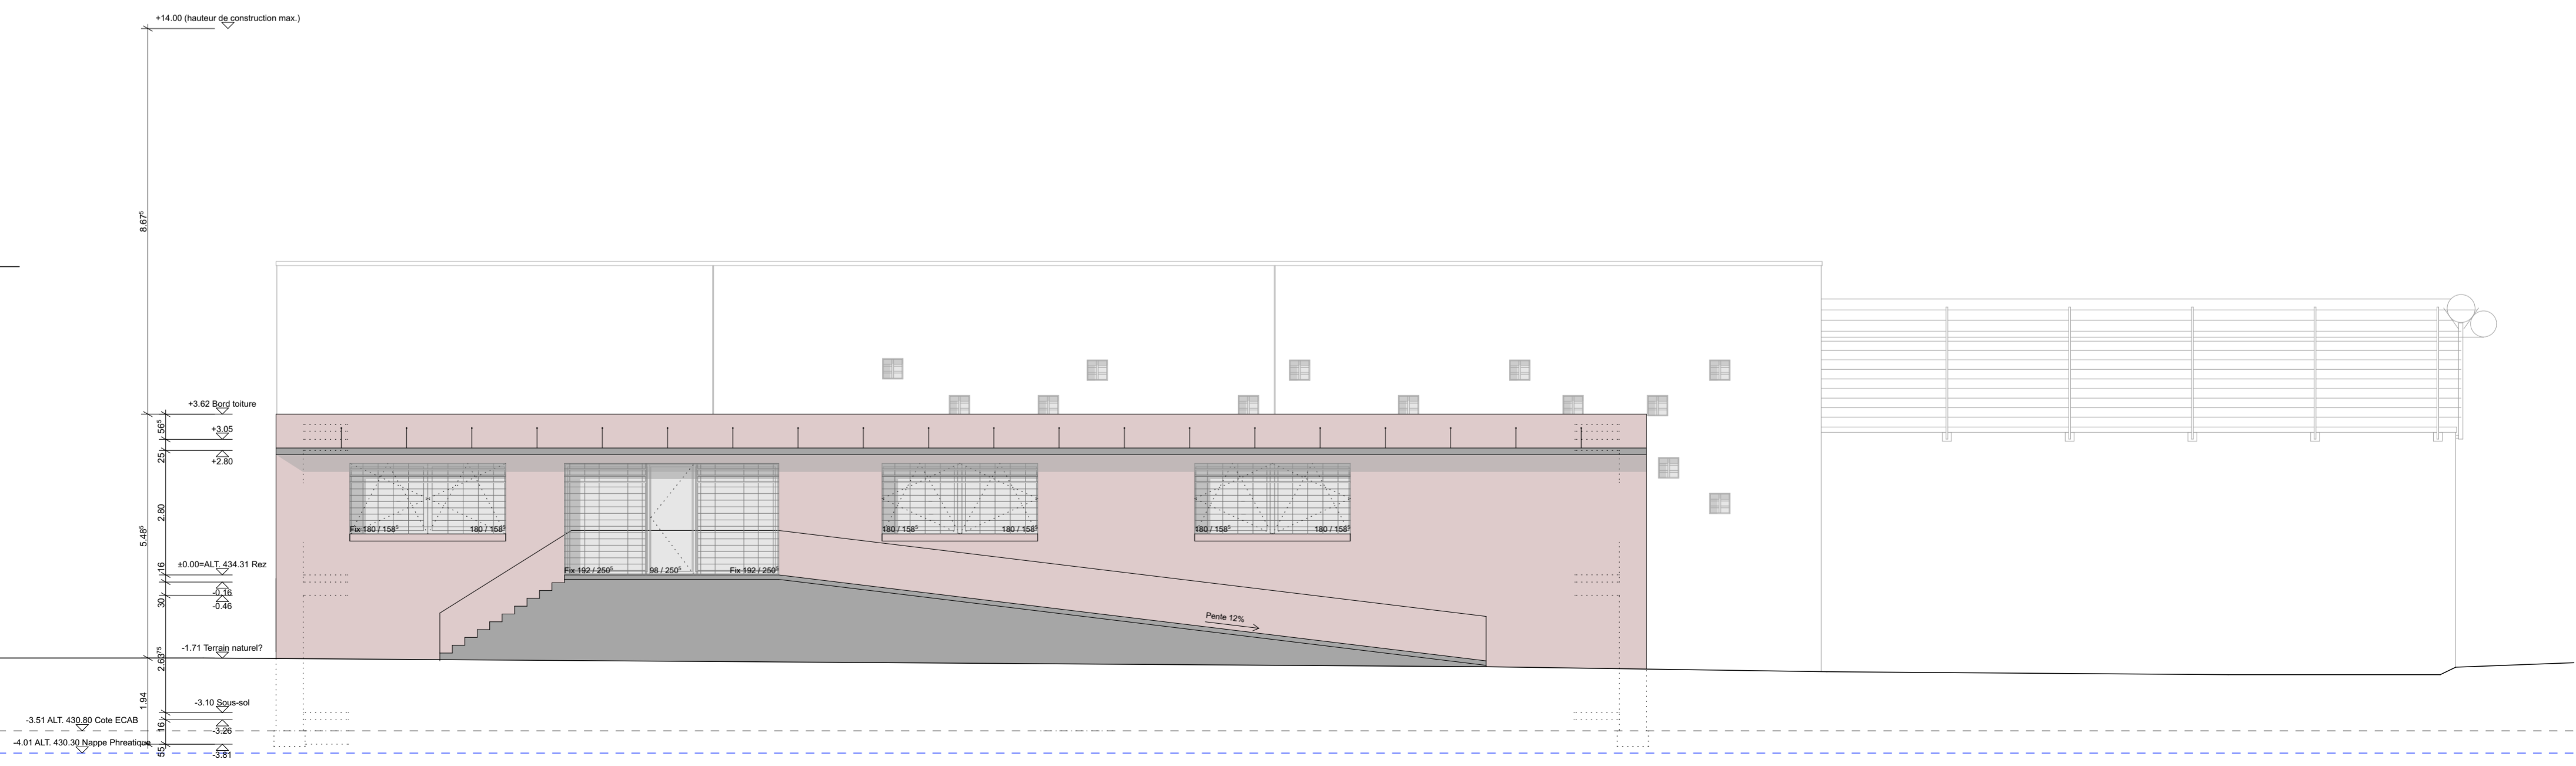 +14.00 (hauteur de construction max.)
8.67⁵
+3.62 Bord toiture
56⁵
+3.05
25
+2.80
2.80
5.48⁵
Fix 180 / 158⁵
180 / 158⁵
180 / 158⁵
180 / 158⁵
180 / 158⁵
180 / 158⁵
16
±0.00=ALT. 434.31 Rez
Fix 192 / 250⁵
98 / 250⁵
Fix 192 / 250⁵
-0.16
30
-0.46
Pente 12%
-1.71 Terrain naturel?
2.63⁷⁵
1.94
-3.10 Sous-sol
-3.51 ALT. 430.80 Cote ECAB
16
-3.26
-4.01 ALT. 430.30 Nappe Phreatique
55
-3.81